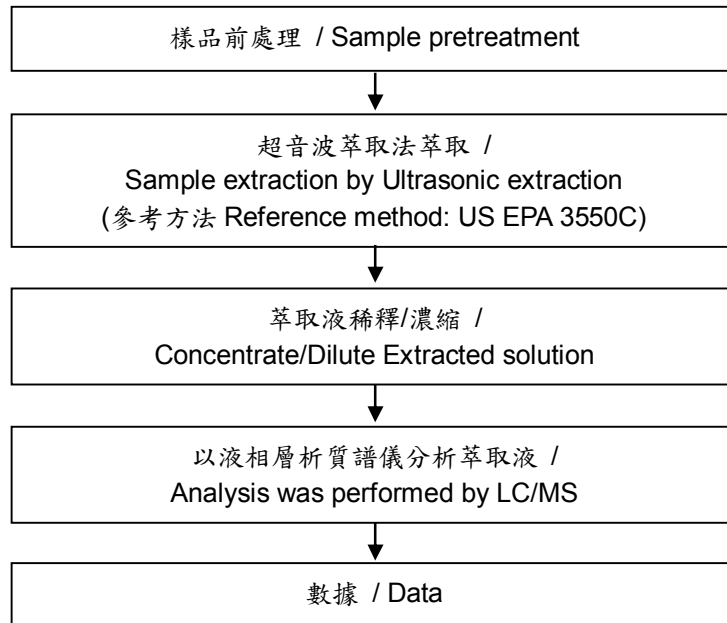 樣品前處理 / Sample pretreatment
超音波萃取法萃取 /
Sample extraction by Ultrasonic extraction
(參考方法 Reference method: US EPA 3550C)
萃取液稀釋/濃縮 /
Concentrate/Dilute Extracted solution
以液相層析質譜儀分析萃取液 /
Analysis was performed by LC/MS
數據 / Data